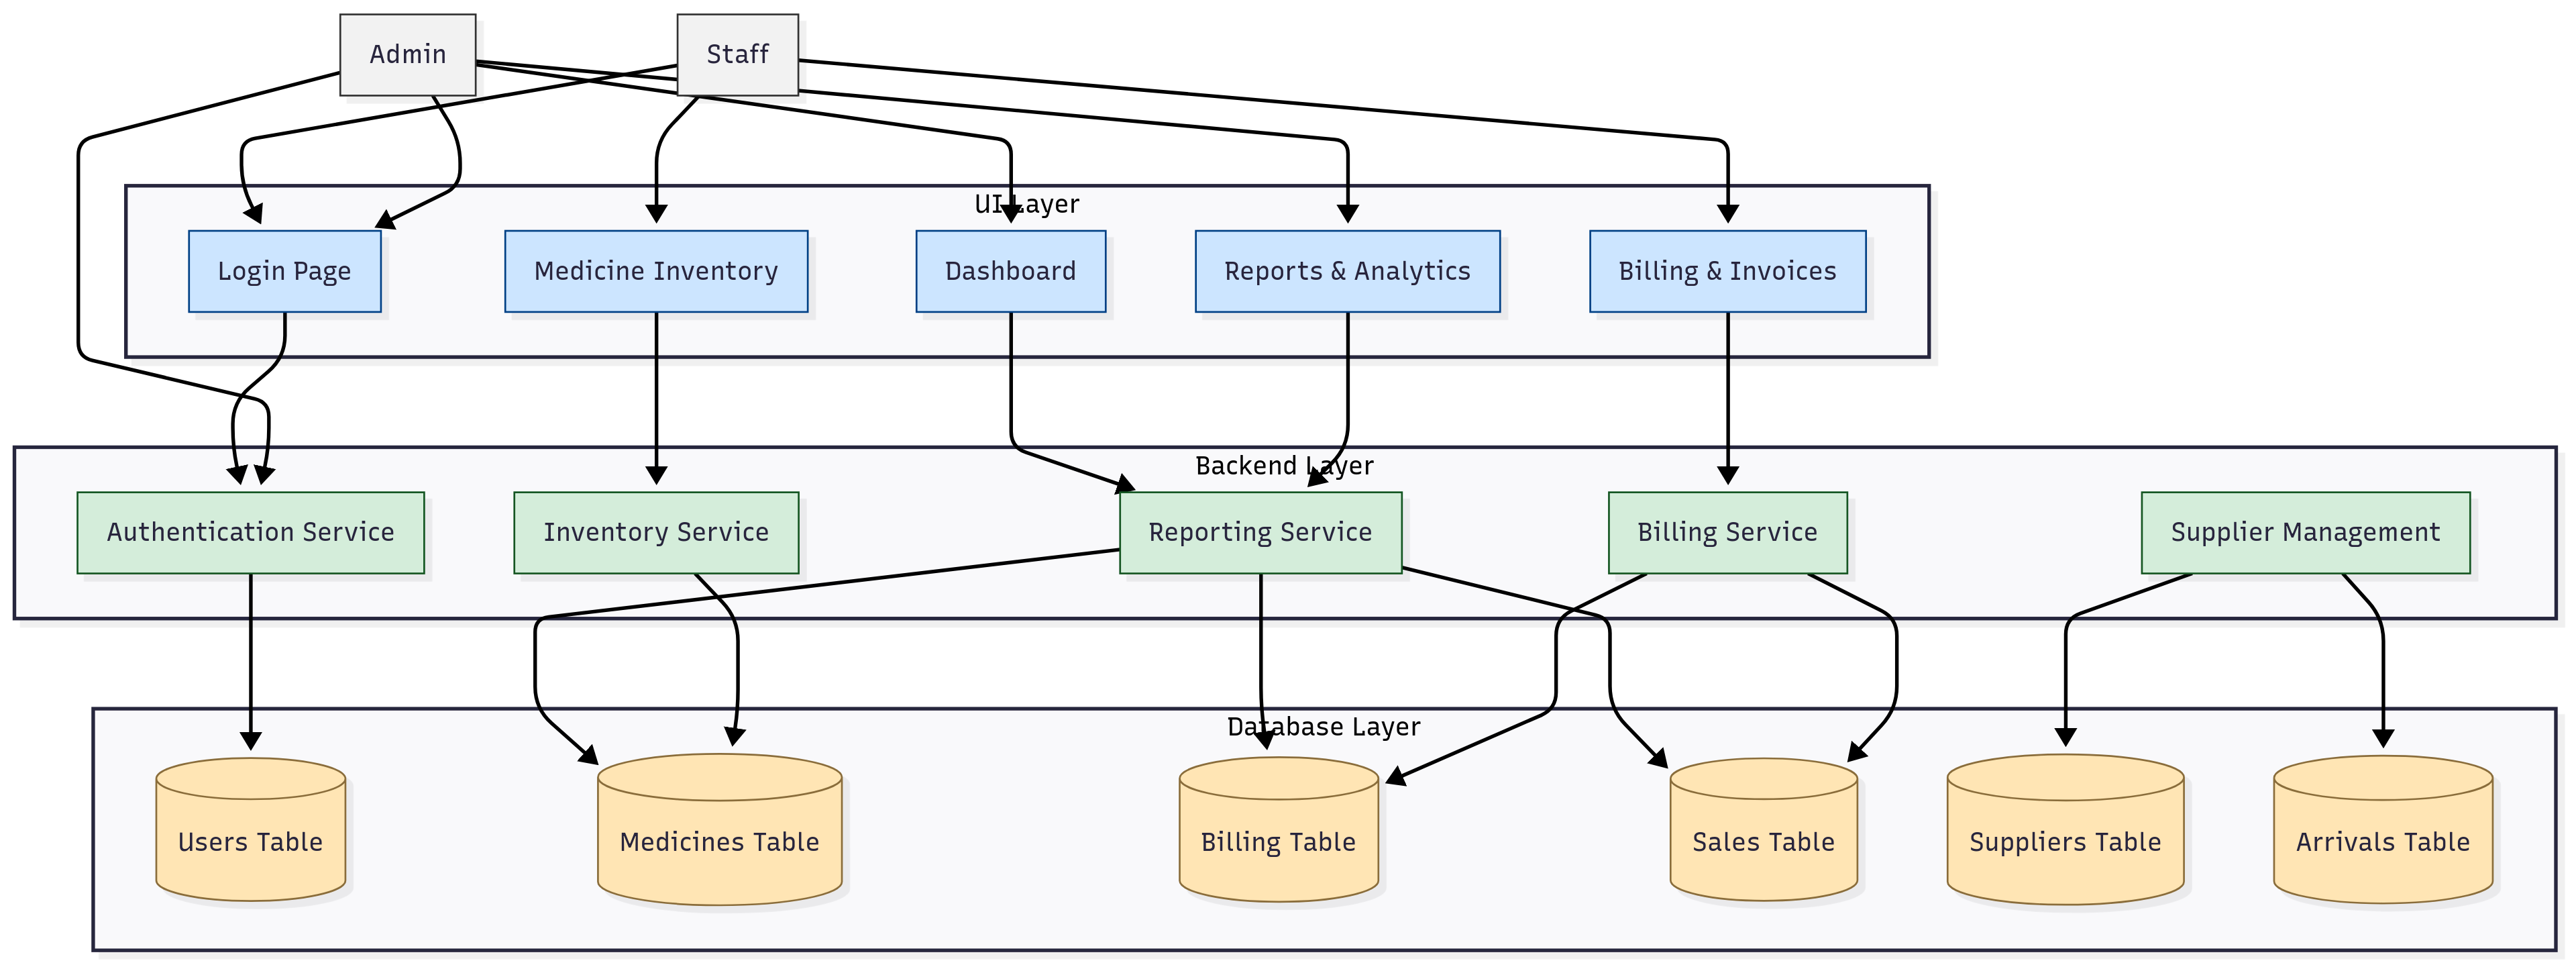 Admin
Staff
UI Layer
Login Page
Medicine Inventory
Dashboard
Reports & Analytics
Billing & Invoices
Backend Layer
Authentication Service
Inventory Service
Reporting Service
Billing Service
Supplier Management
Database Layer
Users Table
Medicines Table
Billing Table
Sales Table
Suppliers Table
Arrivals Table